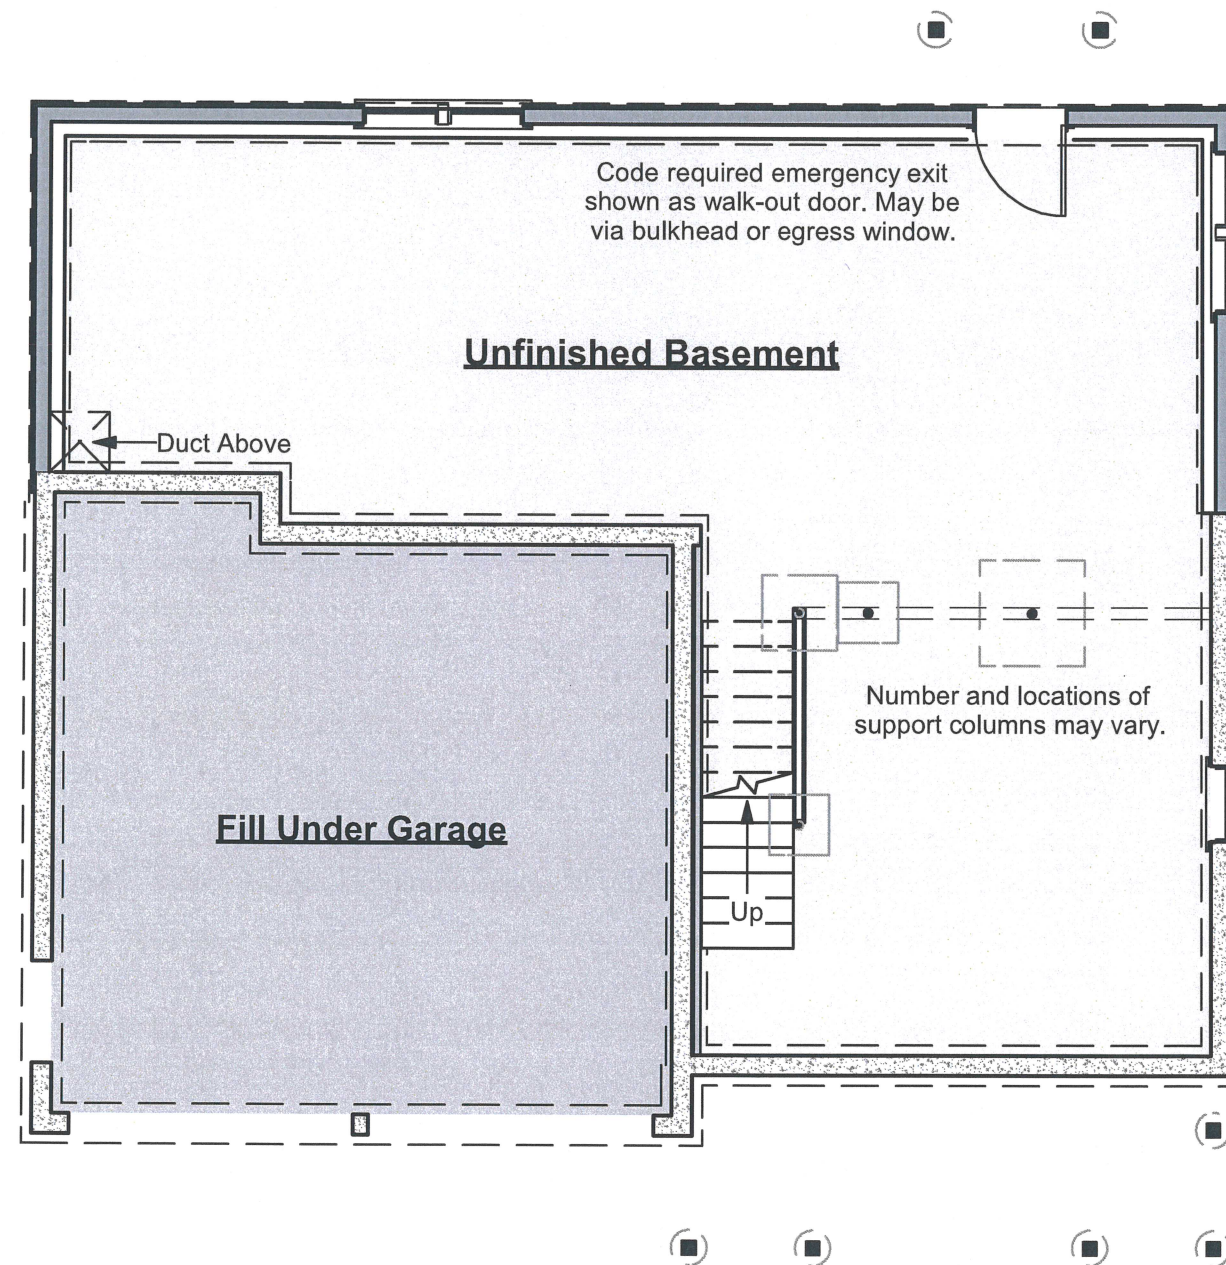 Code required emergency exit
shown as walk-out door. May be
via bulkhead or egress window.
Unfinished Basement
Duct Above
Number and locations of
support columns may vary.
Fill Under Garage
Up